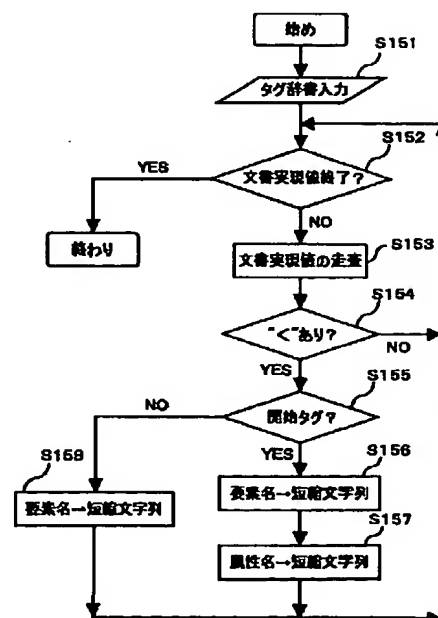 始め
S151
タグ辞書入力
S152
文書実現値終了?
YES
NO
終わり
S153
文書実現値の走査
S154
"<"あり?
NO
YES
S155
開始タグ?
NO
YES
S159
要素名→短縮文字列
S156
要素名→短縮文字列
S157
属性名→短縮文字列